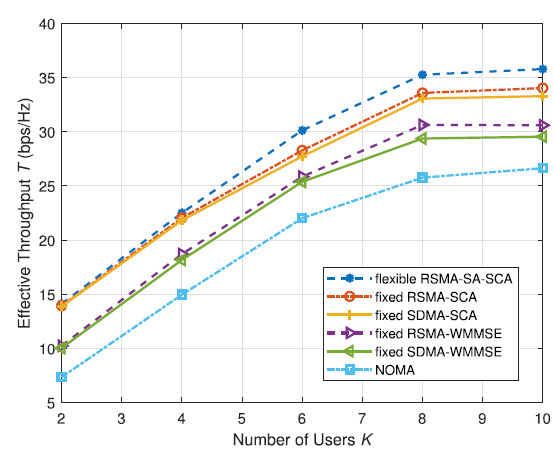 40
35
30
25
20
15
10
5
Effective Throughput T (bps/Hz)
flexible RSMA-SA-SCA
fixed RSMA-SCA
fixed SDMA-SCA
fixed RSMA-WMMSE
fixed SDMA-WMMSE
NOMA
2 3 4 5 6 7 8 9 10
Number of Users K